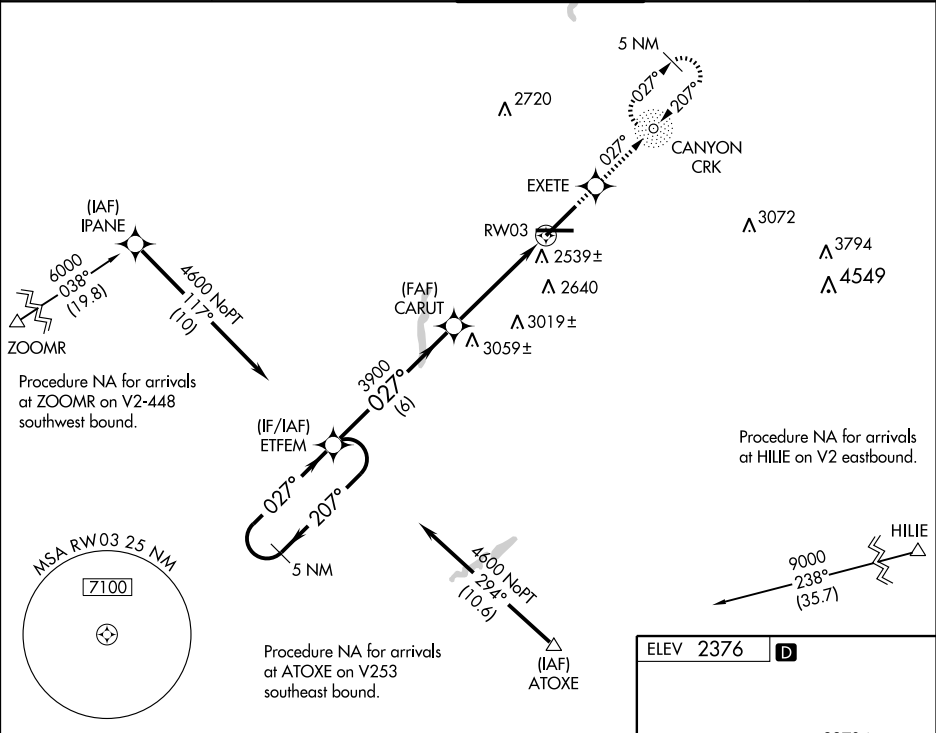 5 NM
027°
207°
2720
CANYON
CRK
027°
EXETE
(IAF)
IPANE
3072
RW03
3794
2539±
6000
038°
(19.8)
4600 NoPT
117°
(10)
4549
2640
(FAF)
CARUT
3019±
ZOOMR
3059±
Procedure NA for arrivals
at ZOOMR on V2-448
southwest bound.
3900
027°
(6)
(IF/IAF)
ETFEM
Procedure NA for arrivals
at HILIE on V2 eastbound.
027°
207°
5 NM
HILIE
MSA RW03 25 NM
7100
4600 NoPT
294°
(10.6)
9000
238°
(35.7)
Procedure NA for arrivals
at ATOXE on V253
southeast bound.
(IAF)
ATOXE
ELEV 2376 D